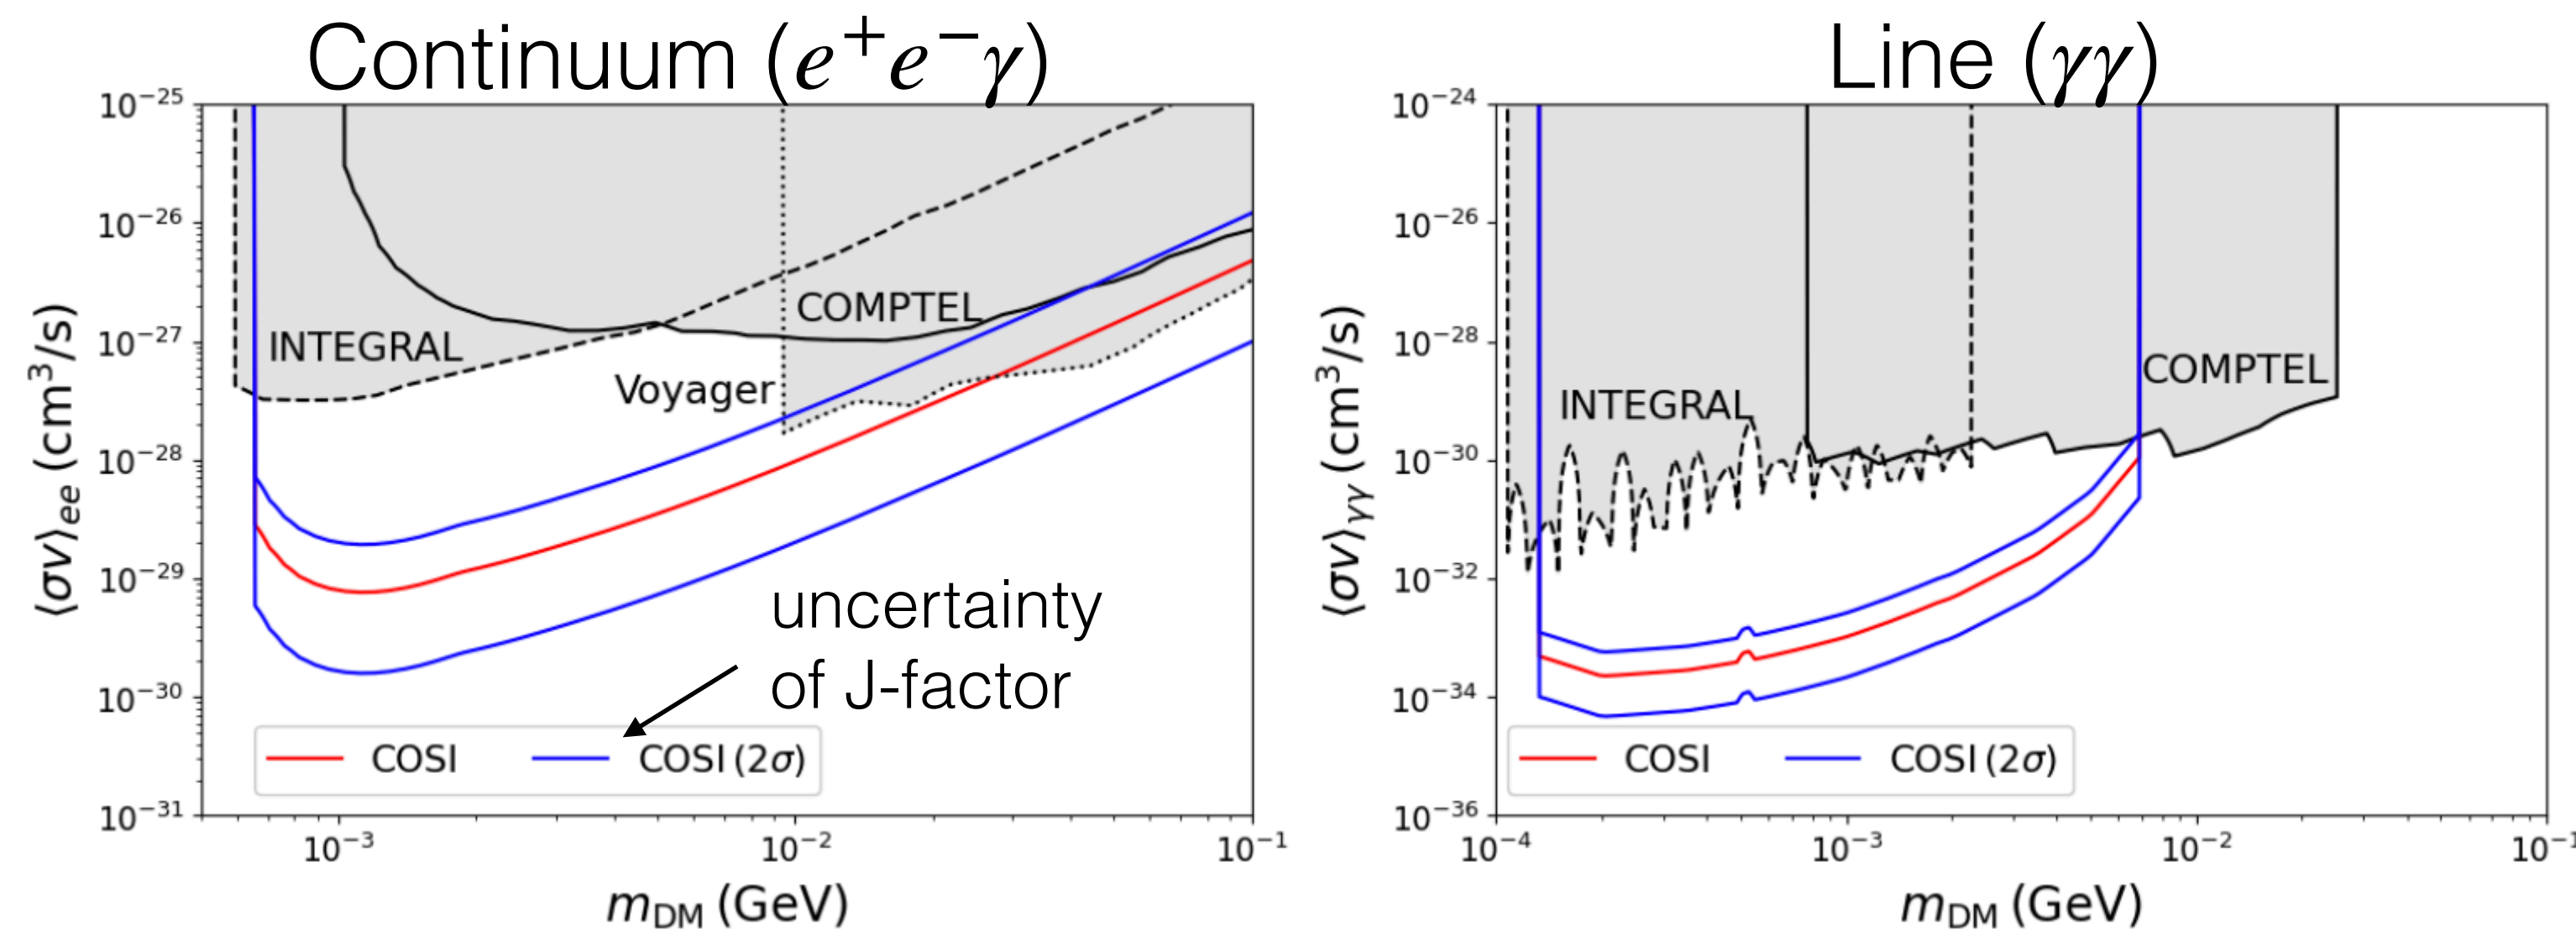 Continuum (e⁺e⁻γ)
10⁻²⁵
10⁻²⁶
10⁻²⁷
10⁻²⁸
10⁻²⁹
10⁻³⁰
10⁻³¹
⟨σv⟩ₑₑ (cm³/s)
INTEGRAL
COMPTEL
Voyager
uncertainty
of J-factor
COSI COSI (2σ)
10⁻³ 10⁻² 10⁻¹
m_DM (GeV)
Line (γγ)
10⁻²⁴
10⁻²⁶
10⁻²⁸
10⁻³⁰
10⁻³²
10⁻³⁴
10⁻³⁶
⟨σv⟩_γγ (cm³/s)
COMPTEL
INTEGRAL
COSI COSI (2σ)
10⁻⁴ 10⁻³ 10⁻² 10⁻¹
m_DM (GeV)